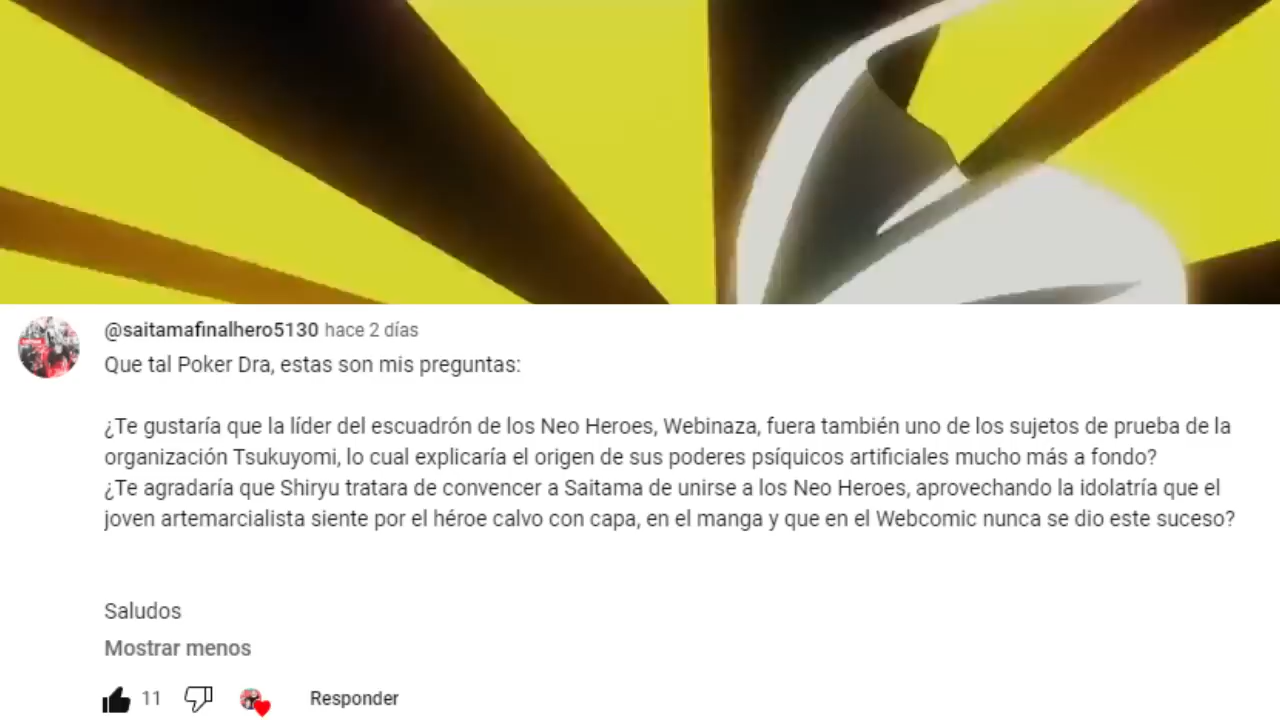 @saitamafinalhero5130 hace 2 días
Que tal Poker Dra, estas son mis preguntas:
¿Te gustaría que la líder del escuadrón de los Neo Heroes, Webinaza, fuera también uno de los sujetos de prueba de la
organización Tsukuyomi, lo cual explicaría el origen de sus poderes psíquicos artificiales mucho más a fondo?
¿Te agradaría que Shiryu tratara de convencer a Saitama de unirse a los Neo Heroes, aprovechando la idolatría que el
joven artemarcialista siente por el héroe calvo con capa, en el manga y que en el Webcomic nunca se dio este suceso?
Saludos
Mostrar menos
11 Responder